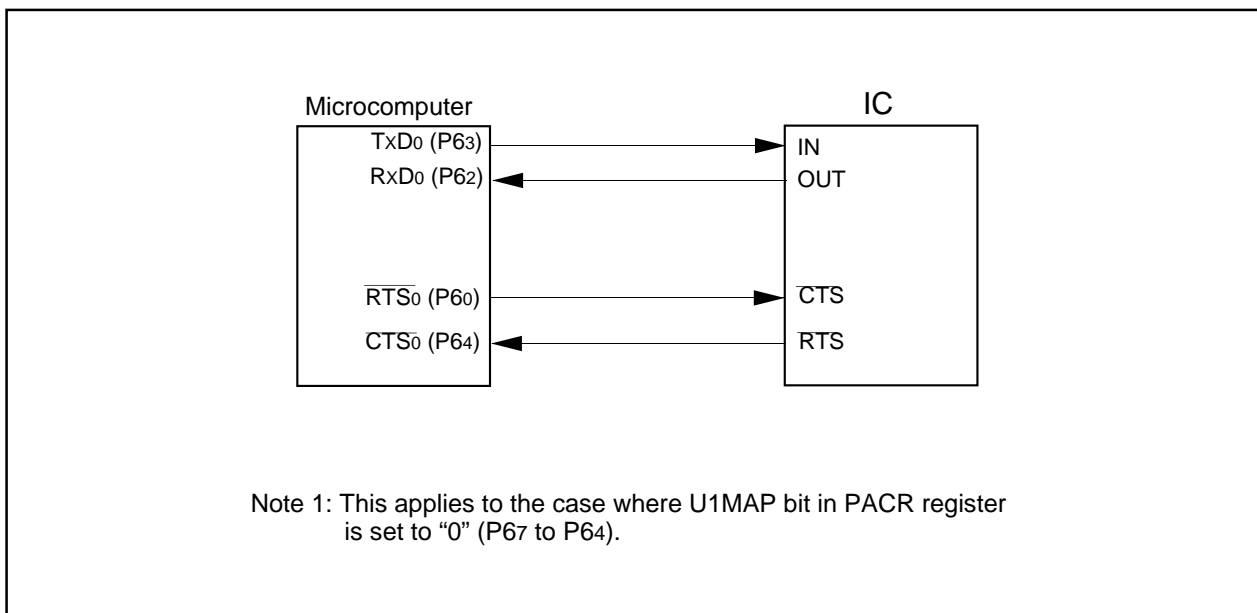 Microcomputer
IC
TxD0 (P63)
IN
RxD0 (P62)
OUT
RTS0 (P60)
CTS
CTS0 (P64)
RTS
Note 1: This applies to the case where U1MAP bit in PACR register
is set to “0” (P67 to P64).